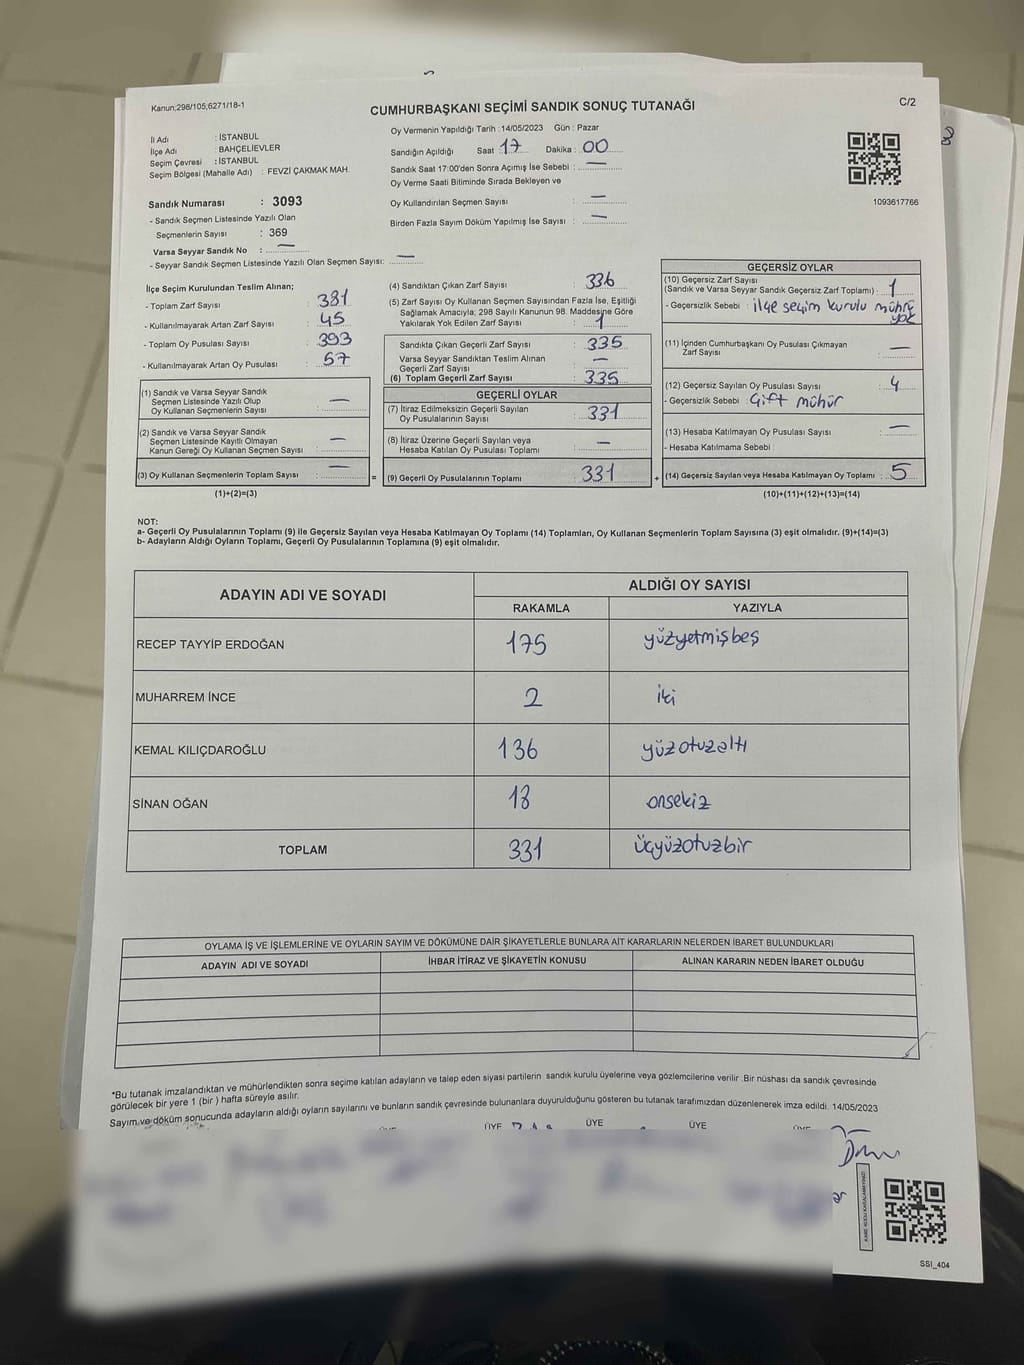 Kanun;298/105;6271/18-1
CUMHURBAŞKANI SEÇİMİ SANDIK SONUÇ TUTANAĞI
C/2
İl Adı : İSTANBUL
İlçe Adı : BAHÇELİEVLER
Seçim Çevresi : İSTANBUL
Seçim Bölgesi (Mahalle Adı) : FEVZİ ÇAKMAK MAH.
Sandık Numarası : 3093
- Sandık Seçmen Listesinde Yazılı Olan
Seçmenlerin Sayısı : 369
Varsa Seyyar Sandık No : —
- Seyyar Sandık Seçmen Listesinde Yazılı Olan Seçmen Sayısı: —
Oy Vermenin Yapıldığı Tarih : 14/05/2023 Gün : Pazar
Sandığın Açıldığı Saat 17 Dakika : 00
Sandık Saat 17:00'den Sonra Açımış İse Sebebi : —
Oy Verme Saati Bitiminde Sırada Bekleyen ve
Oy Kullandırılan Seçmen Sayısı : —
Birden Fazla Sayım Döküm Yapılmış İse Sayısı : —
1093617766
İlçe Seçim Kurulundan Teslim Alınan;
- Toplam Zarf Sayısı : 381
- Kullanılmayarak Artan Zarf Sayısı : 45
- Toplam Oy Pusulası Sayısı : 393
- Kullanılmayarak Artan Oy Pusulası : 57
(1) Sandık ve Varsa Seyyar Sandık
Seçmen Listesinde Yazılı Olup
Oy Kullanan Seçmenlerin Sayısı : —
(2) Sandık ve Varsa Seyyar Sandık
Seçmen Listesinde Kayıtlı Olmayan
Kanun Gereği Oy Kullanan Seçmen Sayısı : —
(3) Oy Kullanan Seçmenlerin Toplam Sayısı : —
(1)+(2)=(3)
(4) Sandıktan Çıkan Zarf Sayısı : 336
(5) Zarf Sayısı Oy Kullanan Seçmen Sayısından Fazla İse, Eşitliği
Sağlamak Amacıyla; 298 Sayılı Kanunun 98. Maddesine Göre
Yakılarak Yok Edilen Zarf Sayısı : 1
Sandıkta Çıkan Geçerli Zarf Sayısı : 335
Varsa Seyyar Sandıktan Teslim Alınan
Geçerli Zarf Sayısı : —
(6) Toplam Geçerli Zarf Sayısı : 335
GEÇERLİ OYLAR
(7) İtiraz Edilmeksizin Geçerli Sayılan
Oy Pusulasının Sayısı : 331
(8) İtiraz Üzerine Geçerli Sayılan veya
Hesaba Katılan Oy Pusulası Toplamı : —
= (9) Geçerli Oy Pusulalarının Toplamı : 331
GEÇERSİZ OYLAR
(10) Geçersiz Zarf Sayısı
(Sandık ve Varsa Seyyar Sandık Geçersiz Zarf Toplamı) : 1
- Geçersizlik Sebebi : ilçe seçim kurulu mührü
yok
(11) İçinden Cumhurbaşkanı Oy Pusulası Çıkmayan
Zarf Sayısı : —
(12) Geçersiz Sayılan Oy Pusulası Sayısı : 4
- Geçersizlik Sebebi : Çift mühür
(13) Hesaba Katılmayan Oy Pusulası Sayısı : —
- Hesaba Katılmama Sebebi :
+ (14) Geçersiz Sayılan veya Hesaba Katılmayan Oy Toplamı : 5
(10)+(11)+(12)+(13)=(14)
NOT:
a- Geçerli Oy Pusulalarının Toplamı (9) ile Geçersiz Sayılan veya Hesaba Katılmayan Oy Toplamı (14) Toplamları, Oy Kullanan Seçmenlerin Toplam Sayısına (3) eşit olmalıdır. (9)+(14)=(3)
b- Adayların Aldığı Oyların Toplamı, Geçerli Oy Pusulalarının Toplamına (9) eşit olmalıdır.
ADAYIN ADI VE SOYADI
ALDIĞI OY SAYISI
RAKAMLA YAZIYLA
RECEP TAYYİP ERDOĞAN 175 yüzyetmişbeş
MUHARREM İNCE 2 iki
KEMAL KILIÇDAROĞLU 136 yüzotuzaltı
SİNAN OĞAN 18 onsekiz
TOPLAM 331 üçyüzotuzbir
OYLAMA İŞ VE İŞLEMLERİNE VE OYLARIN SAYIM VE DÖKÜMÜNE DAİR ŞİKAYETLERLE BUNLARA AİT KARARLARIN NELERDEN İBARET BULUNDUKLARI
ADAYIN ADI VE SOYADI İHBAR İTİRAZ VE ŞİKAYETİN KONUSU ALINAN KARARIN NEDEN İBARET OLDUĞU
*Bu tutanak imzalandıktan ve mühürlendikten sonra seçime katılan adayların ve talep eden siyasi partilerin sandık kurulu üyelerine veya gözlemcilerine verilir .Bir nüshası da sandık çevresinde
görülecek bir yere 1 (bir) hafta süreyle asılır.
Sayım ve döküm sonucunda adayların aldığı oyların sayılarını ve bunların sandık çevresinde bulunanlara duyurulduğunu gösteren bu tutanak tarafımızdan düzenlenerek imza edildi. 14/05/2023
ÜYE ÜYE ÜYE
SSI_404